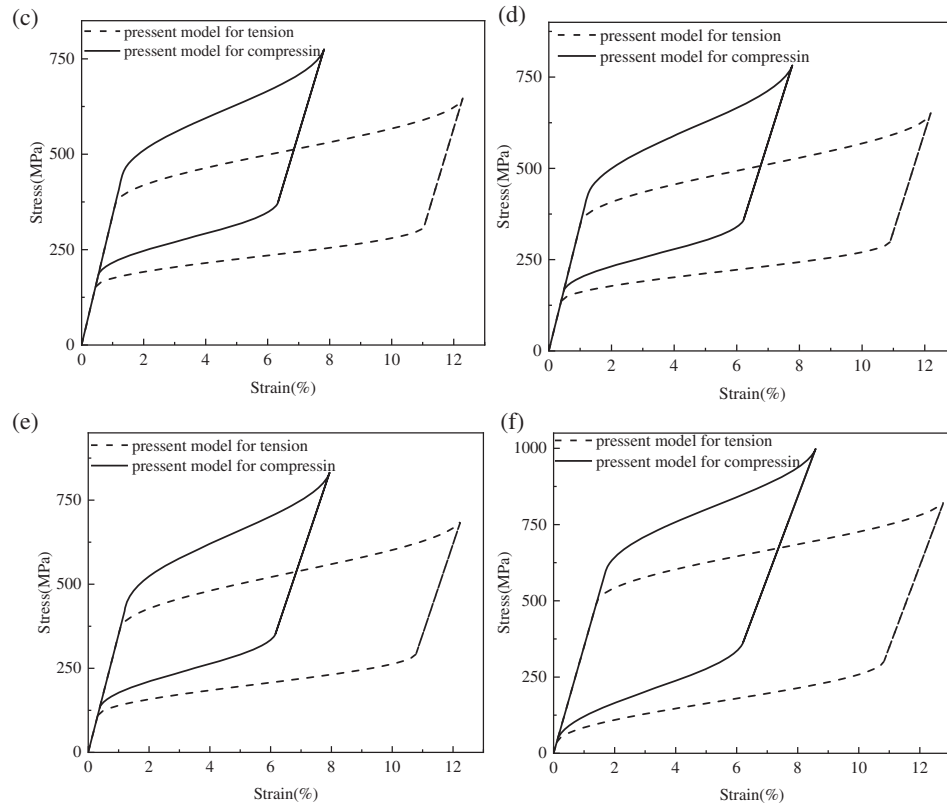 (c)
pressent model for tension
pressent model for compressin
750
500
250
0
Stress(MPa)
0 2 4 6 8 10 12
Strain(%)
(d)
pressent model for tension
pressent model for compressin
750
500
250
0
Stress(MPa)
0 2 4 6 8 10 12
Strain(%)
(e)
pressent model for tension
pressent model for compressin
750
500
250
0
Stress(MPa)
0 2 4 6 8 10 12
Strain(%)
(f)
pressent model for tension
pressent model for compressin
1000
750
500
250
0
Stress(MPa)
0 2 4 6 8 10 12
Strain(%)